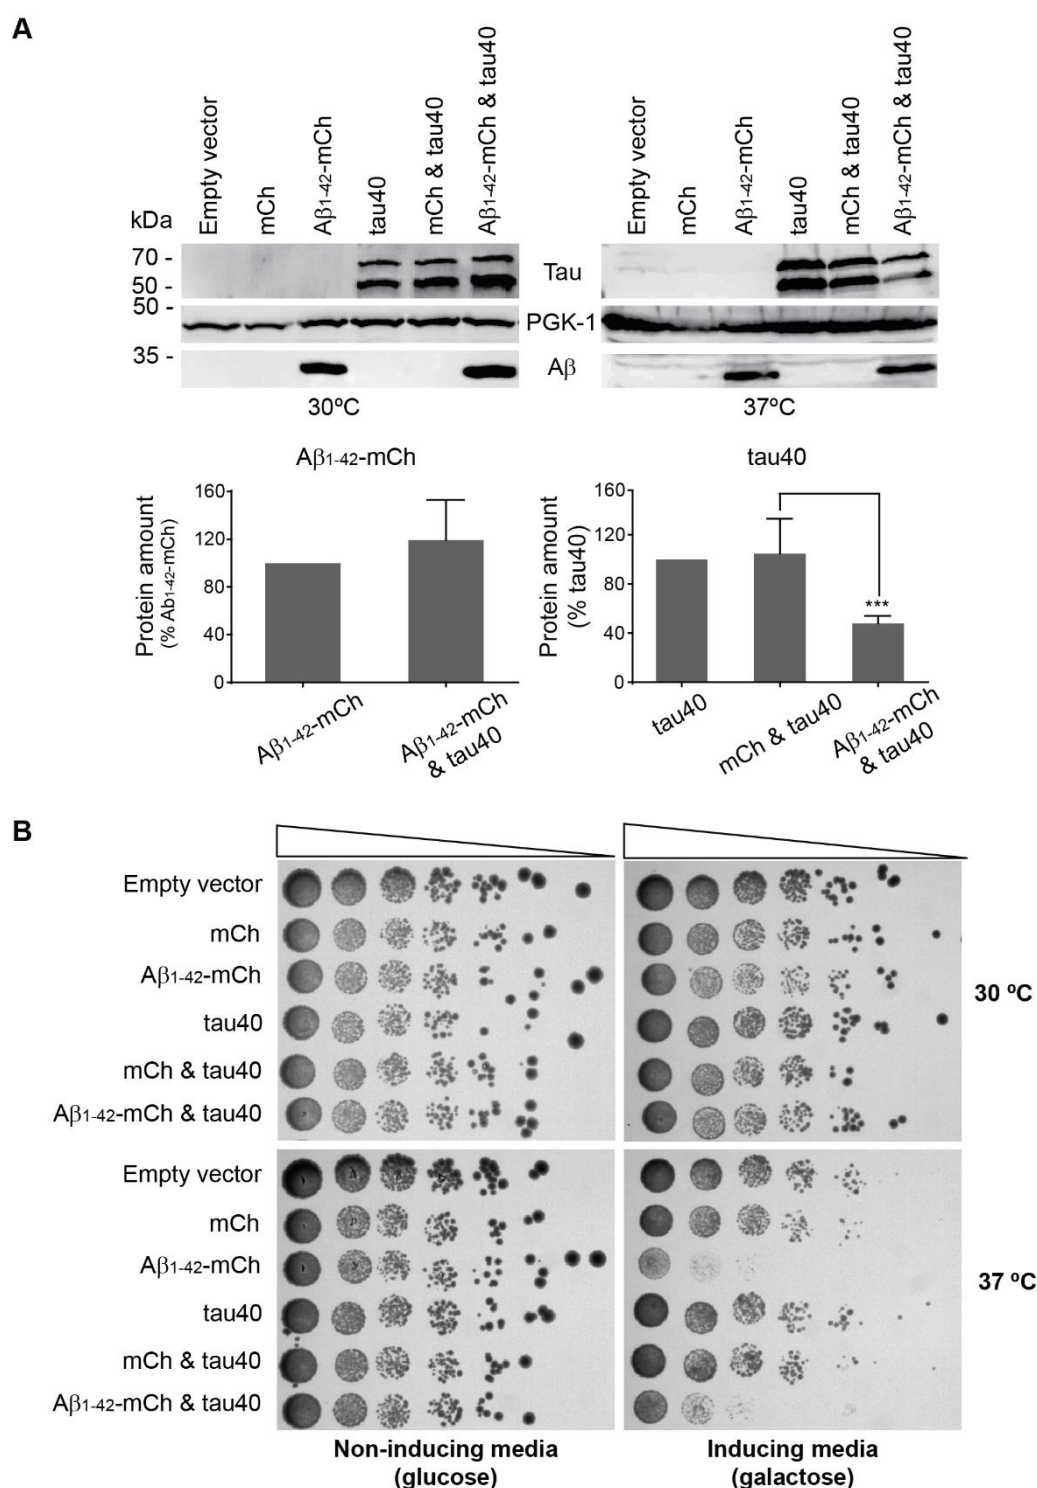 A
Empty vector
mCh
Aβ1-42-mCh
tau40
mCh & tau40
Aβ1-42-mCh & tau40
Empty vector
mCh
Aβ1-42-mCh
tau40
mCh & tau40
Aβ1-42-mCh & tau40
kDa
70 -
50 -
50 -
35 -
Tau
PGK-1
Aβ
30ºC
37ºC
Aβ1-42-mCh
Protein amount
(% Ab1-42-mCh)
160
120
80
40
0
Aβ1-42-mCh
Aβ1-42-mCh
& tau40
tau40
Protein amount
(% tau40)
160
120
80
40
0
***
tau40
mCh & tau40
Aβ1-42-mCh
& tau40
B
Empty vector
mCh
Aβ1-42-mCh
tau40
mCh & tau40
Aβ1-42-mCh & tau40
30 ºC
Empty vector
mCh
Aβ1-42-mCh
tau40
mCh & tau40
Aβ1-42-mCh & tau40
37 ºC
Non-inducing media
(glucose)
Inducing media
(galactose)